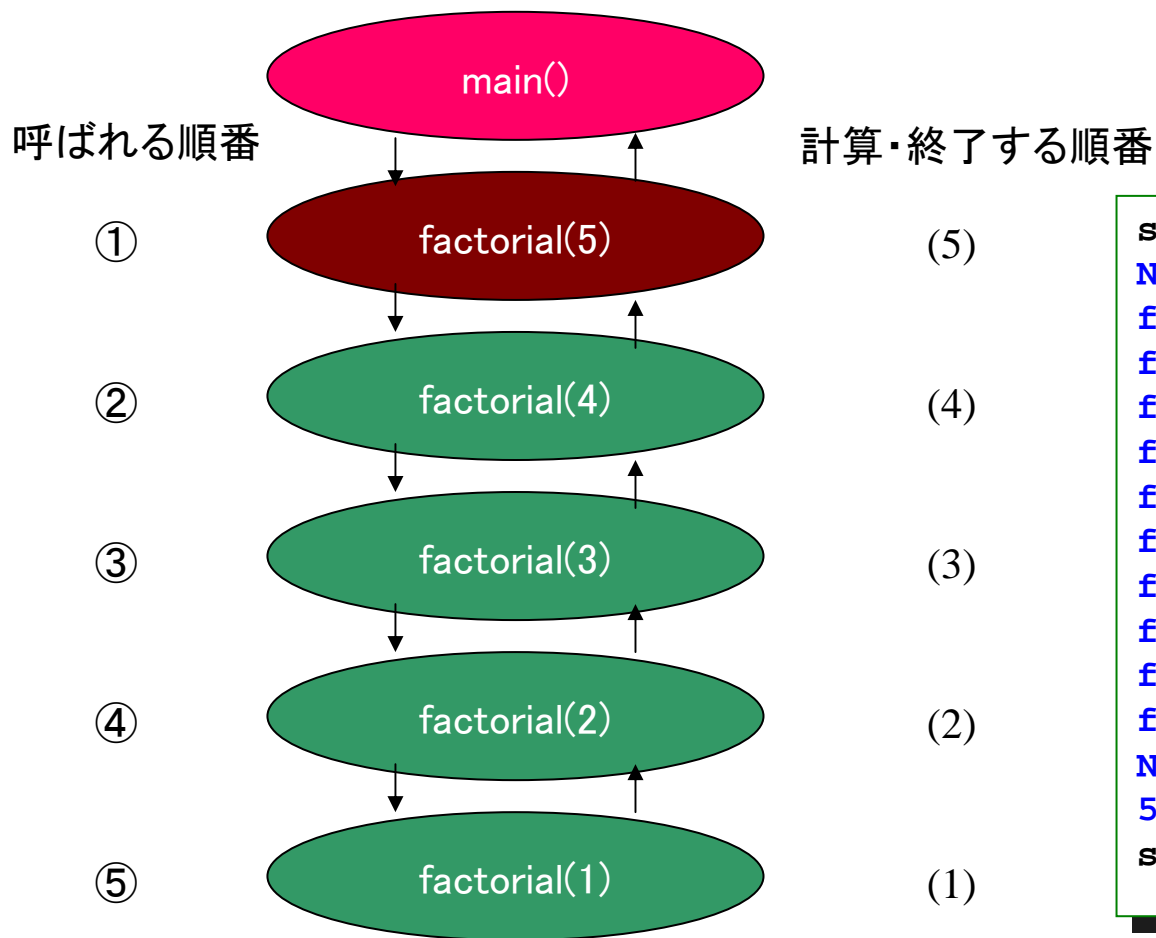 main()
呼ばれる順番
計算・終了する順番
① factorial(5) (5)
② factorial(4) (4)
③ factorial(3) (3)
④ factorial(2) (2)
⑤ factorial(1) (1)
s
N
f
f
f
f
f
f
f
f
f
f
N
5
s